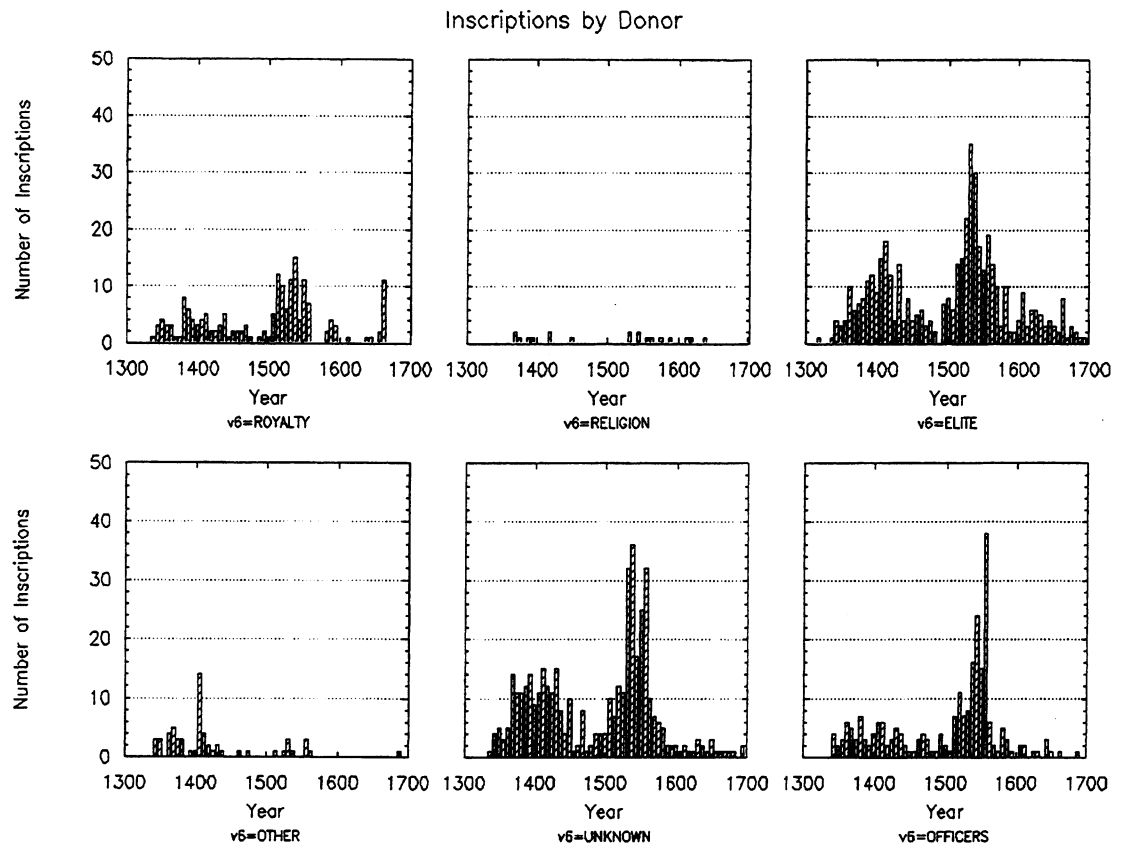 Inscriptions by Donor
Number of Inscriptions
50
40
30
20
10
0
1300 1400 1500 1600 1700
Year
v6=ROYALTY
1300 1400 1500 1600 1700
Year
v6=RELIGION
1300 1400 1500 1600 1700
Year
v6=ELITE
Number of Inscriptions
50
40
30
20
10
0
1300 1400 1500 1600 1700
Year
v6=OTHER
1300 1400 1500 1600 1700
Year
v6=UNKNOWN
1300 1400 1500 1600 1700
Year
v6=OFFICERS